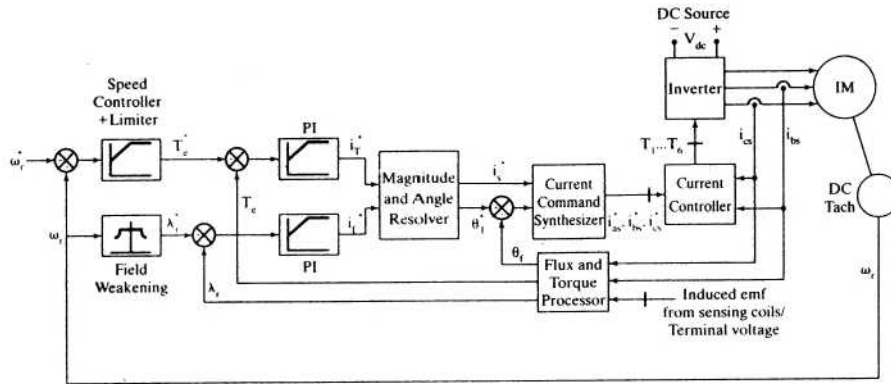 DC Source
− V_dc +
Inverter
IM
Speed
Controller
+ Limiter
PI
ω_r*
T_e*
i_T*
T_1...T_6
i_cs
i_bs
Magnitude
and Angle
Resolver
i_s*
Current
Command
Synthesizer
Current
Controller
DC
Tach
T_e
λ_r*
i_f*
θ_T*
i_as*, i_bs*, i_cs*
ω_r
Field
Weakening
PI
θ_f
λ_r
Flux and
Torque
Processor
Induced emf
from sensing coils/
Terminal voltage
ω_r